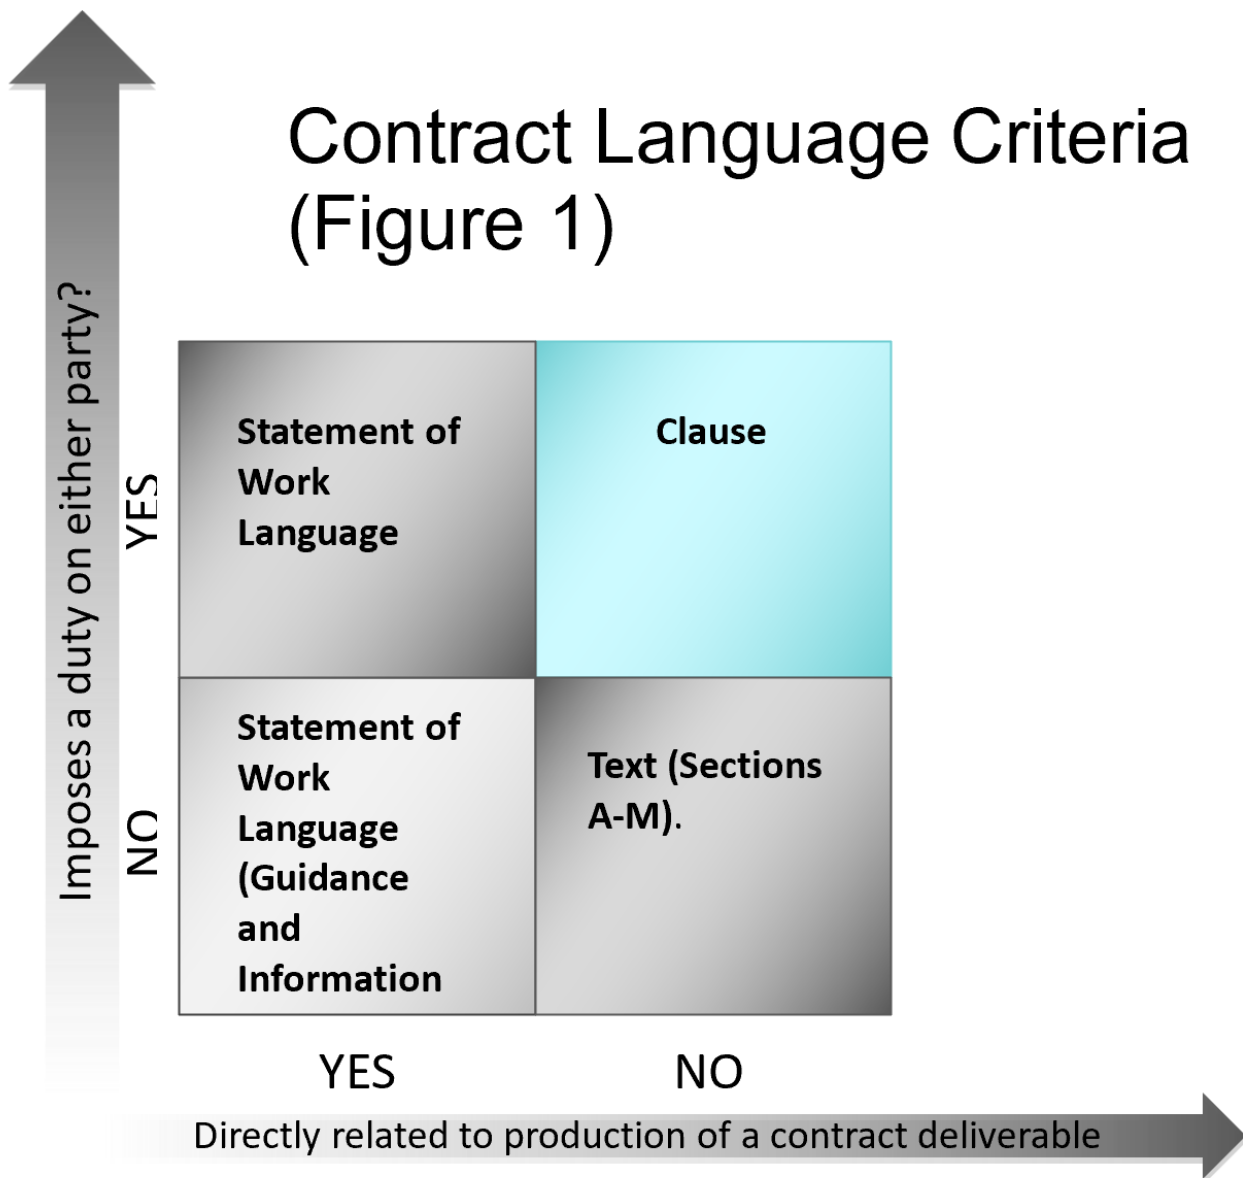 Contract Language Criteria
(Figure 1)
Imposes a duty on either party?
YES
Statement of
Work
Language
Clause
NO
Statement of
Work
Language
(Guidance
and
Information
Text (Sections
A-M).
YES
NO
Directly related to production of a contract deliverable